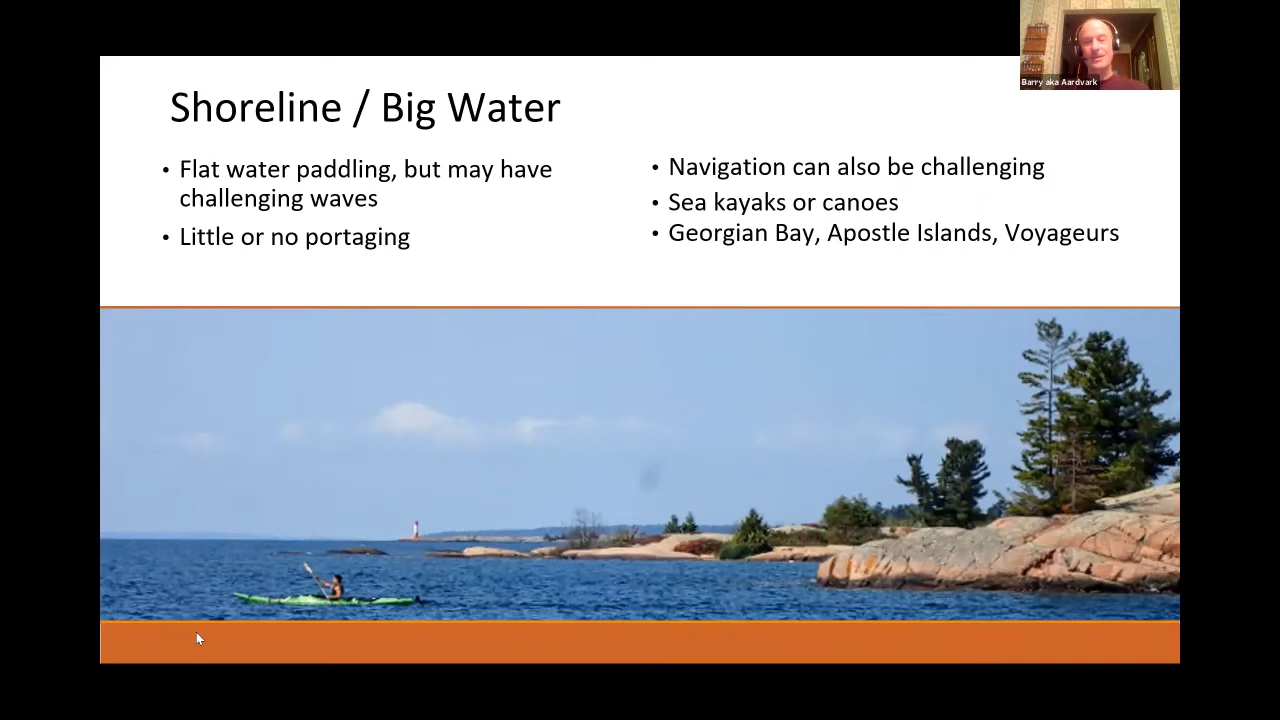 Shoreline / Big Water
• Flat water paddling, but may have
challenging waves
• Little or no portaging
• Navigation can also be challenging
• Sea kayaks or canoes
• Georgian Bay, Apostle Islands, Voyageurs
Barry aka Aardvark